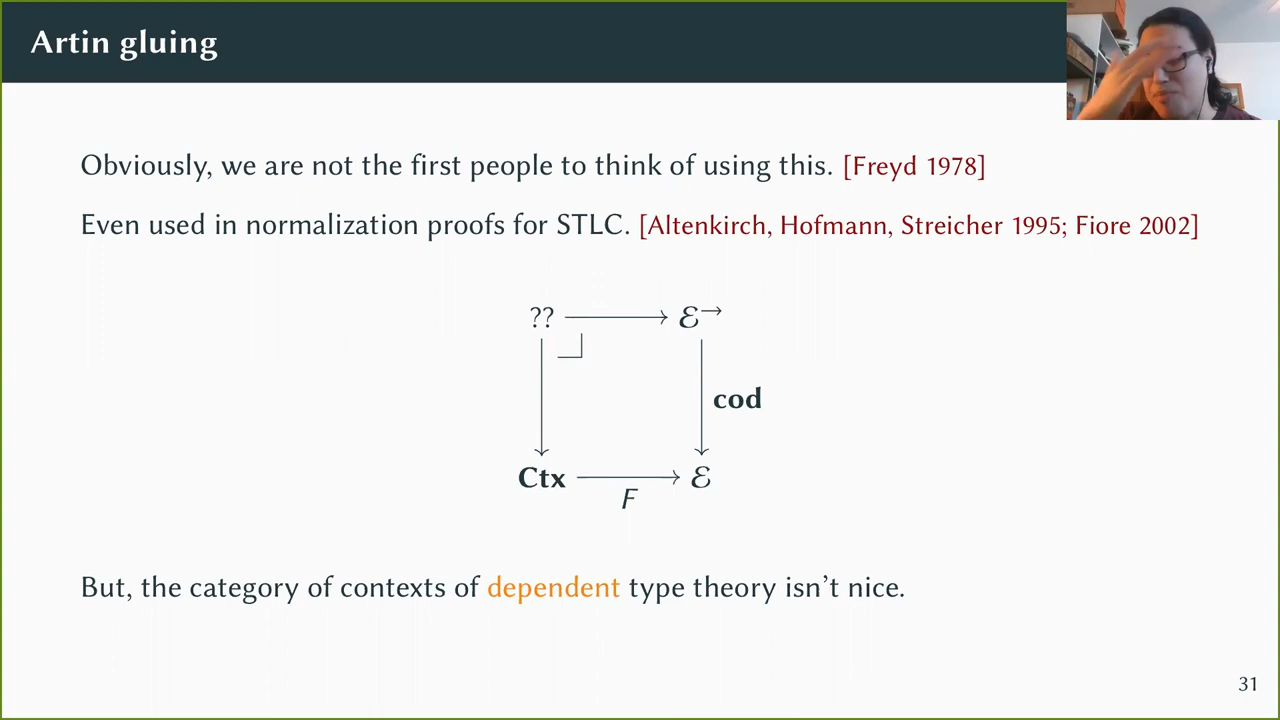 Artin gluing
Obviously, we are not the first people to think of using this. [Freyd 1978]
Even used in normalization proofs for STLC. [Altenkirch, Hofmann, Streicher 1995; Fiore 2002]
?? ℰ→
cod
Ctx ℰ
F
But, the category of contexts of dependent type theory isn’t nice.
31